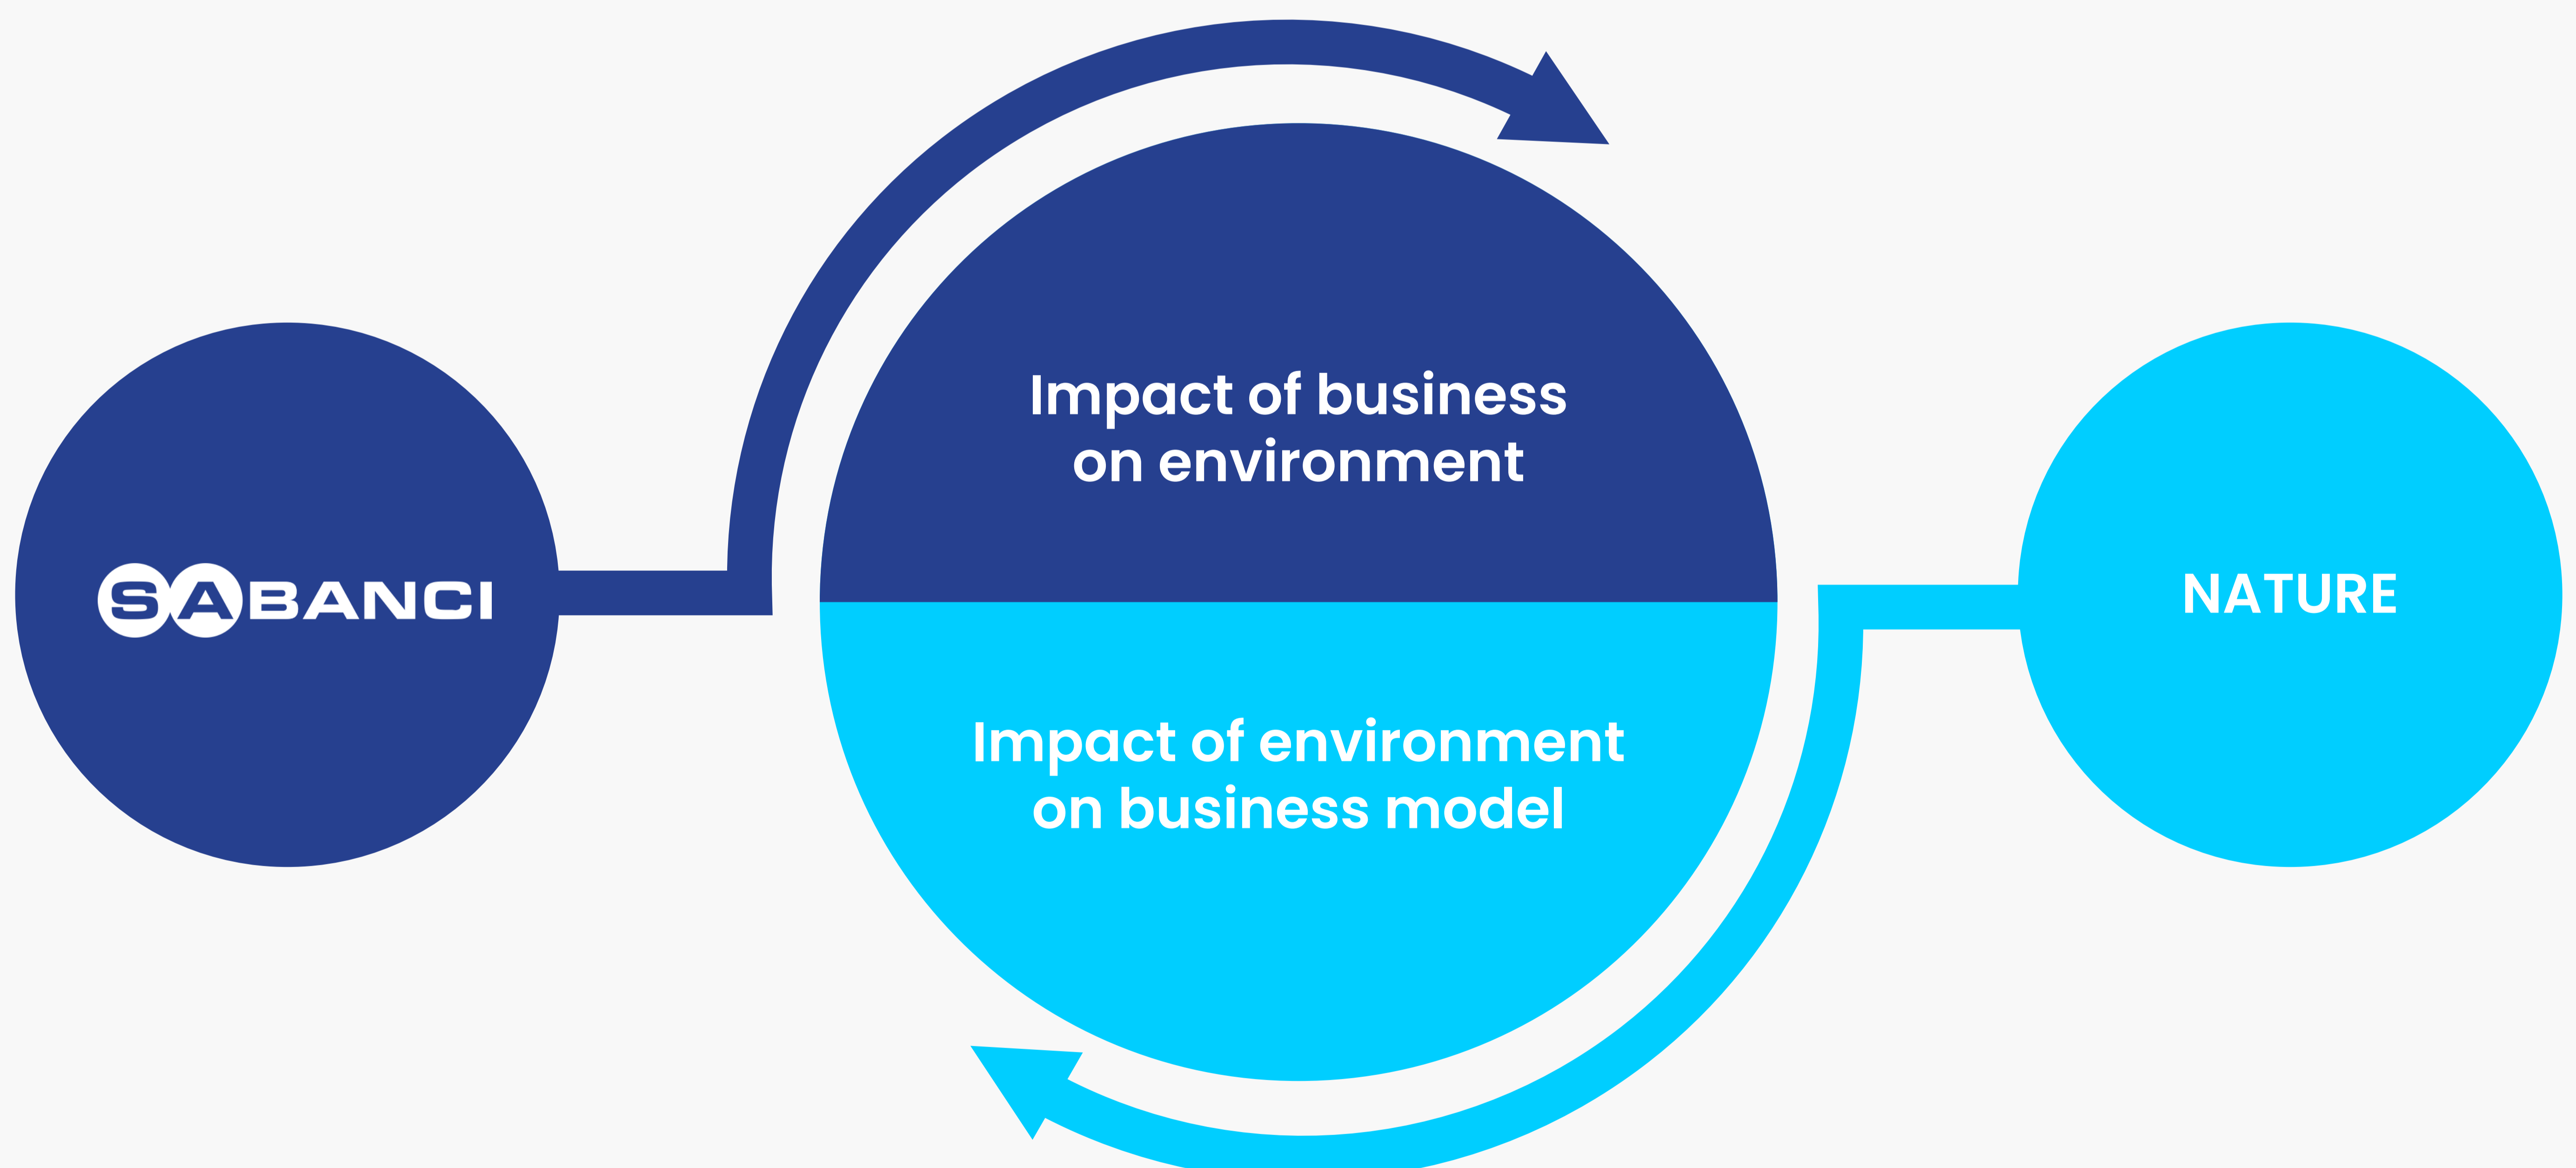 SABANCI
Impact of business
on environment
Impact of environment
on business model
NATURE